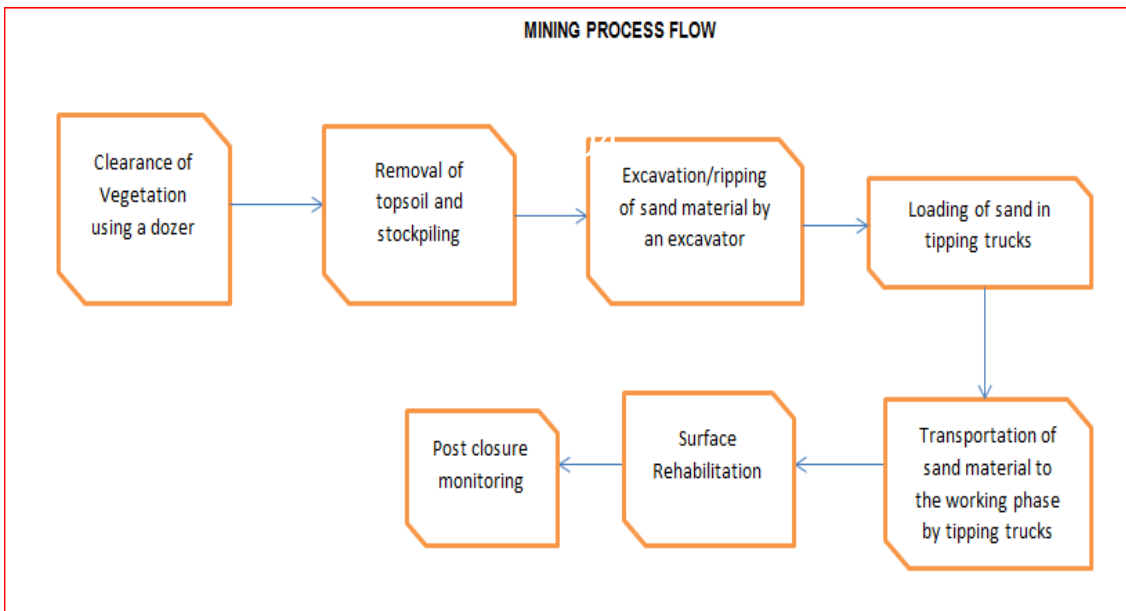 MINING PROCESS FLOW
Clearance of
Vegetation
using a dozer
Removal of
topsoil and
stockpiling
Excavation/ripping
of sand material by
an excavator
Loading of sand in
tipping trucks
Transportation of
sand material to
the working phase
by tipping trucks
Surface
Rehabilitation
Post closure
monitoring